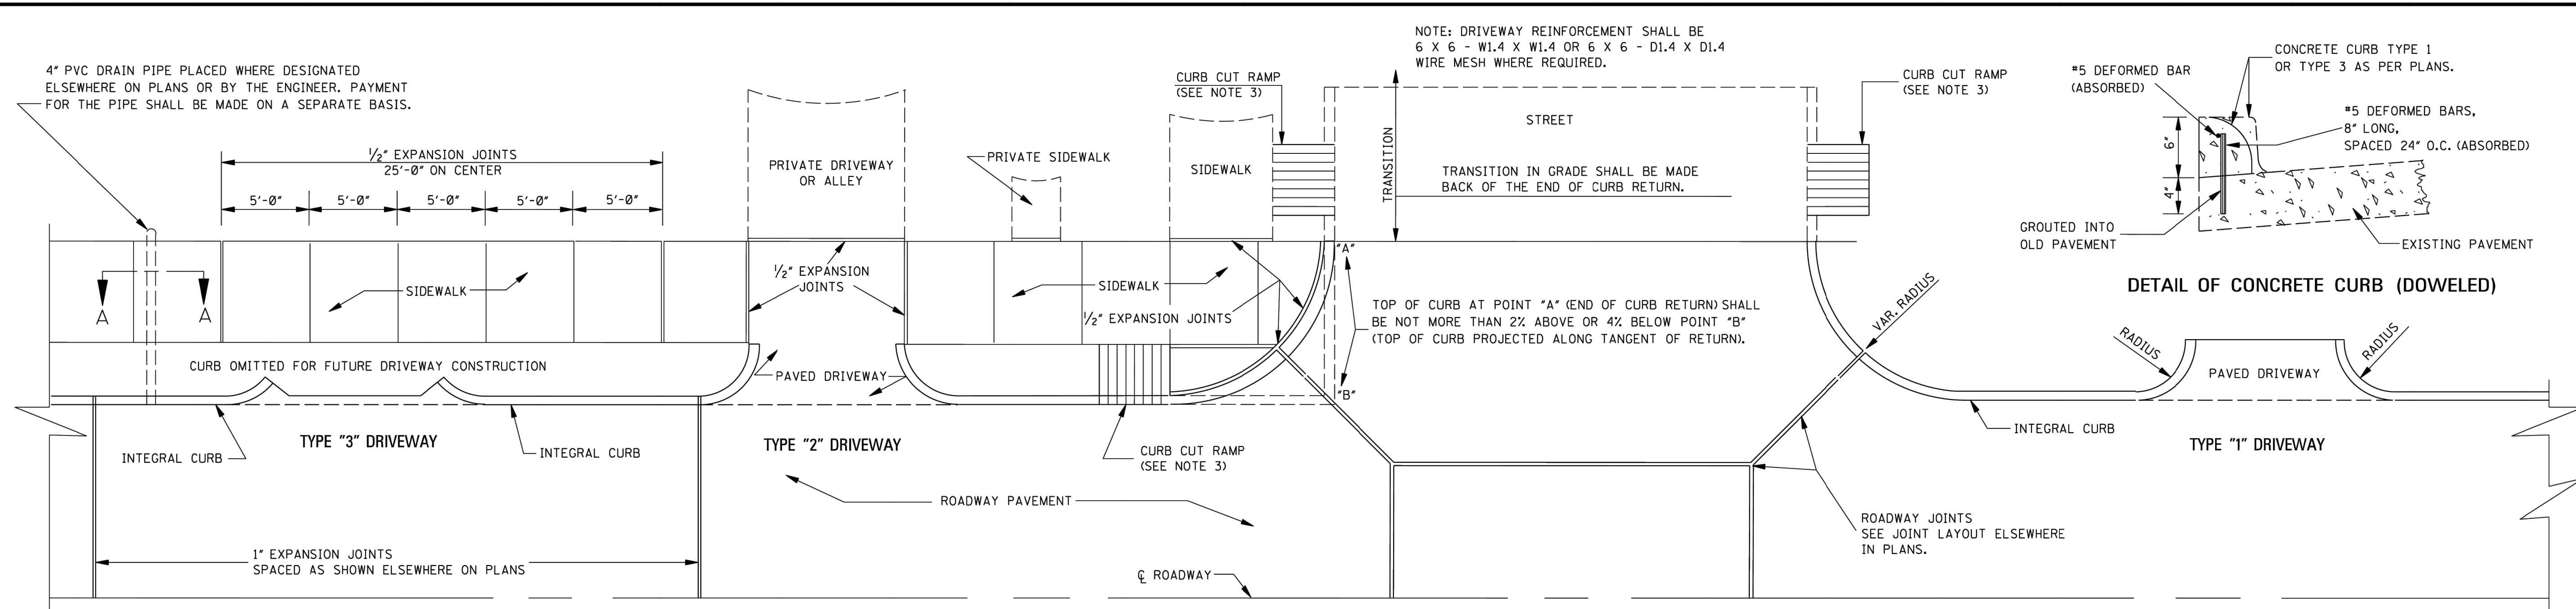 4" PVC DRAIN PIPE PLACED WHERE DESIGNATED
ELSEWHERE ON PLANS OR BY THE ENGINEER. PAYMENT
FOR THE PIPE SHALL BE MADE ON A SEPARATE BASIS.
1/2" EXPANSION JOINTS
25'-0" ON CENTER
5'-0"
5'-0"
5'-0"
5'-0"
5'-0"
PRIVATE DRIVEWAY
OR ALLEY
PRIVATE SIDEWALK
CURB CUT RAMP
(SEE NOTE 3)
SIDEWALK
NOTE: DRIVEWAY REINFORCEMENT SHALL BE
6 X 6 - W1.4 X W1.4 OR 6 X 6 - D1.4 X D1.4
WIRE MESH WHERE REQUIRED.
TRANSITION
STREET
TRANSITION IN GRADE SHALL BE MADE
BACK OF THE END OF CURB RETURN.
CURB CUT RAMP
(SEE NOTE 3)
#5 DEFORMED BAR
(ABSORBED)
CONCRETE CURB TYPE 1
OR TYPE 3 AS PER PLANS.
#5 DEFORMED BARS,
8" LONG,
SPACED 24" O.C. (ABSORBED)
6"
4"
GROUTED INTO
OLD PAVEMENT
EXISTING PAVEMENT
DETAIL OF CONCRETE CURB (DOWELED)
A
A
SIDEWALK
1/2" EXPANSION
JOINTS
SIDEWALK
1/2" EXPANSION JOINTS
"A"
"B"
TOP OF CURB AT POINT "A" (END OF CURB RETURN) SHALL
BE NOT MORE THAN 2% ABOVE OR 4% BELOW POINT "B"
(TOP OF CURB PROJECTED ALONG TANGENT OF RETURN).
VAR. RADIUS
RADIUS
RADIUS
PAVED DRIVEWAY
CURB OMITTED FOR FUTURE DRIVEWAY CONSTRUCTION
PAVED DRIVEWAY
INTEGRAL CURB
TYPE "3" DRIVEWAY
INTEGRAL CURB
TYPE "2" DRIVEWAY
CURB CUT RAMP
(SEE NOTE 3)
INTEGRAL CURB
TYPE "1" DRIVEWAY
ROADWAY PAVEMENT
ROADWAY JOINTS
SEE JOINT LAYOUT ELSEWHERE
IN PLANS.
1" EXPANSION JOINTS
SPACED AS SHOWN ELSEWHERE ON PLANS
℄ ROADWAY